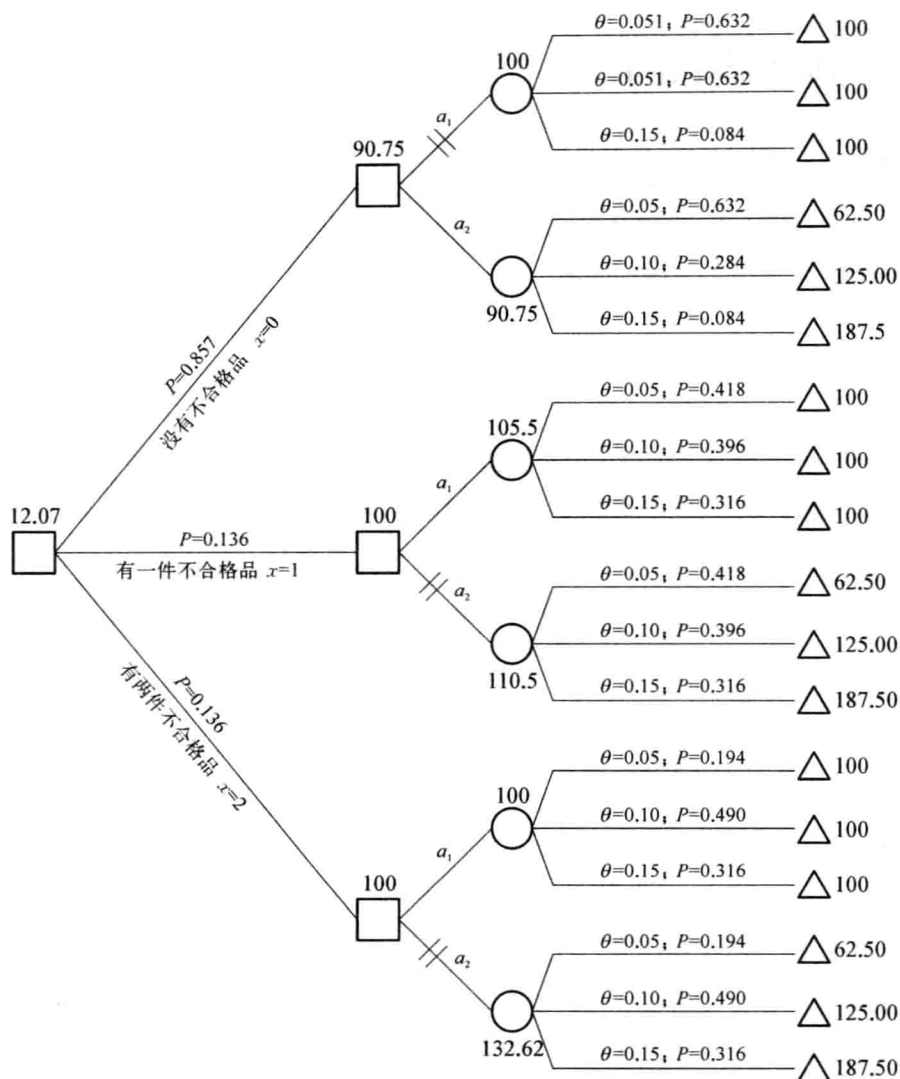 θ=0.051; P=0.632 100
100
θ=0.051; P=0.632 100
a₁
θ=0.15; P=0.084 100
90.75
θ=0.05; P=0.632 62.50
a₂
θ=0.10; P=0.284 125.00
90.75
θ=0.15; P=0.084 187.5
P=0.857
没有不合格品 x=0
θ=0.05; P=0.418 100
105.5
θ=0.10; P=0.396 100
a₁
θ=0.15; P=0.316 100
12.07
100
P=0.136
有一件不合格品 x=1
θ=0.05; P=0.418 62.50
a₂
θ=0.10; P=0.396 125.00
110.5
θ=0.15; P=0.316 187.50
P=0.136
有两件不合格品 x=2
θ=0.05; P=0.194 100
100
θ=0.10; P=0.490 100
a₁
θ=0.15; P=0.316 100
100
θ=0.05; P=0.194 62.50
a₂
θ=0.10; P=0.490 125.00
132.62
θ=0.15; P=0.316 187.50